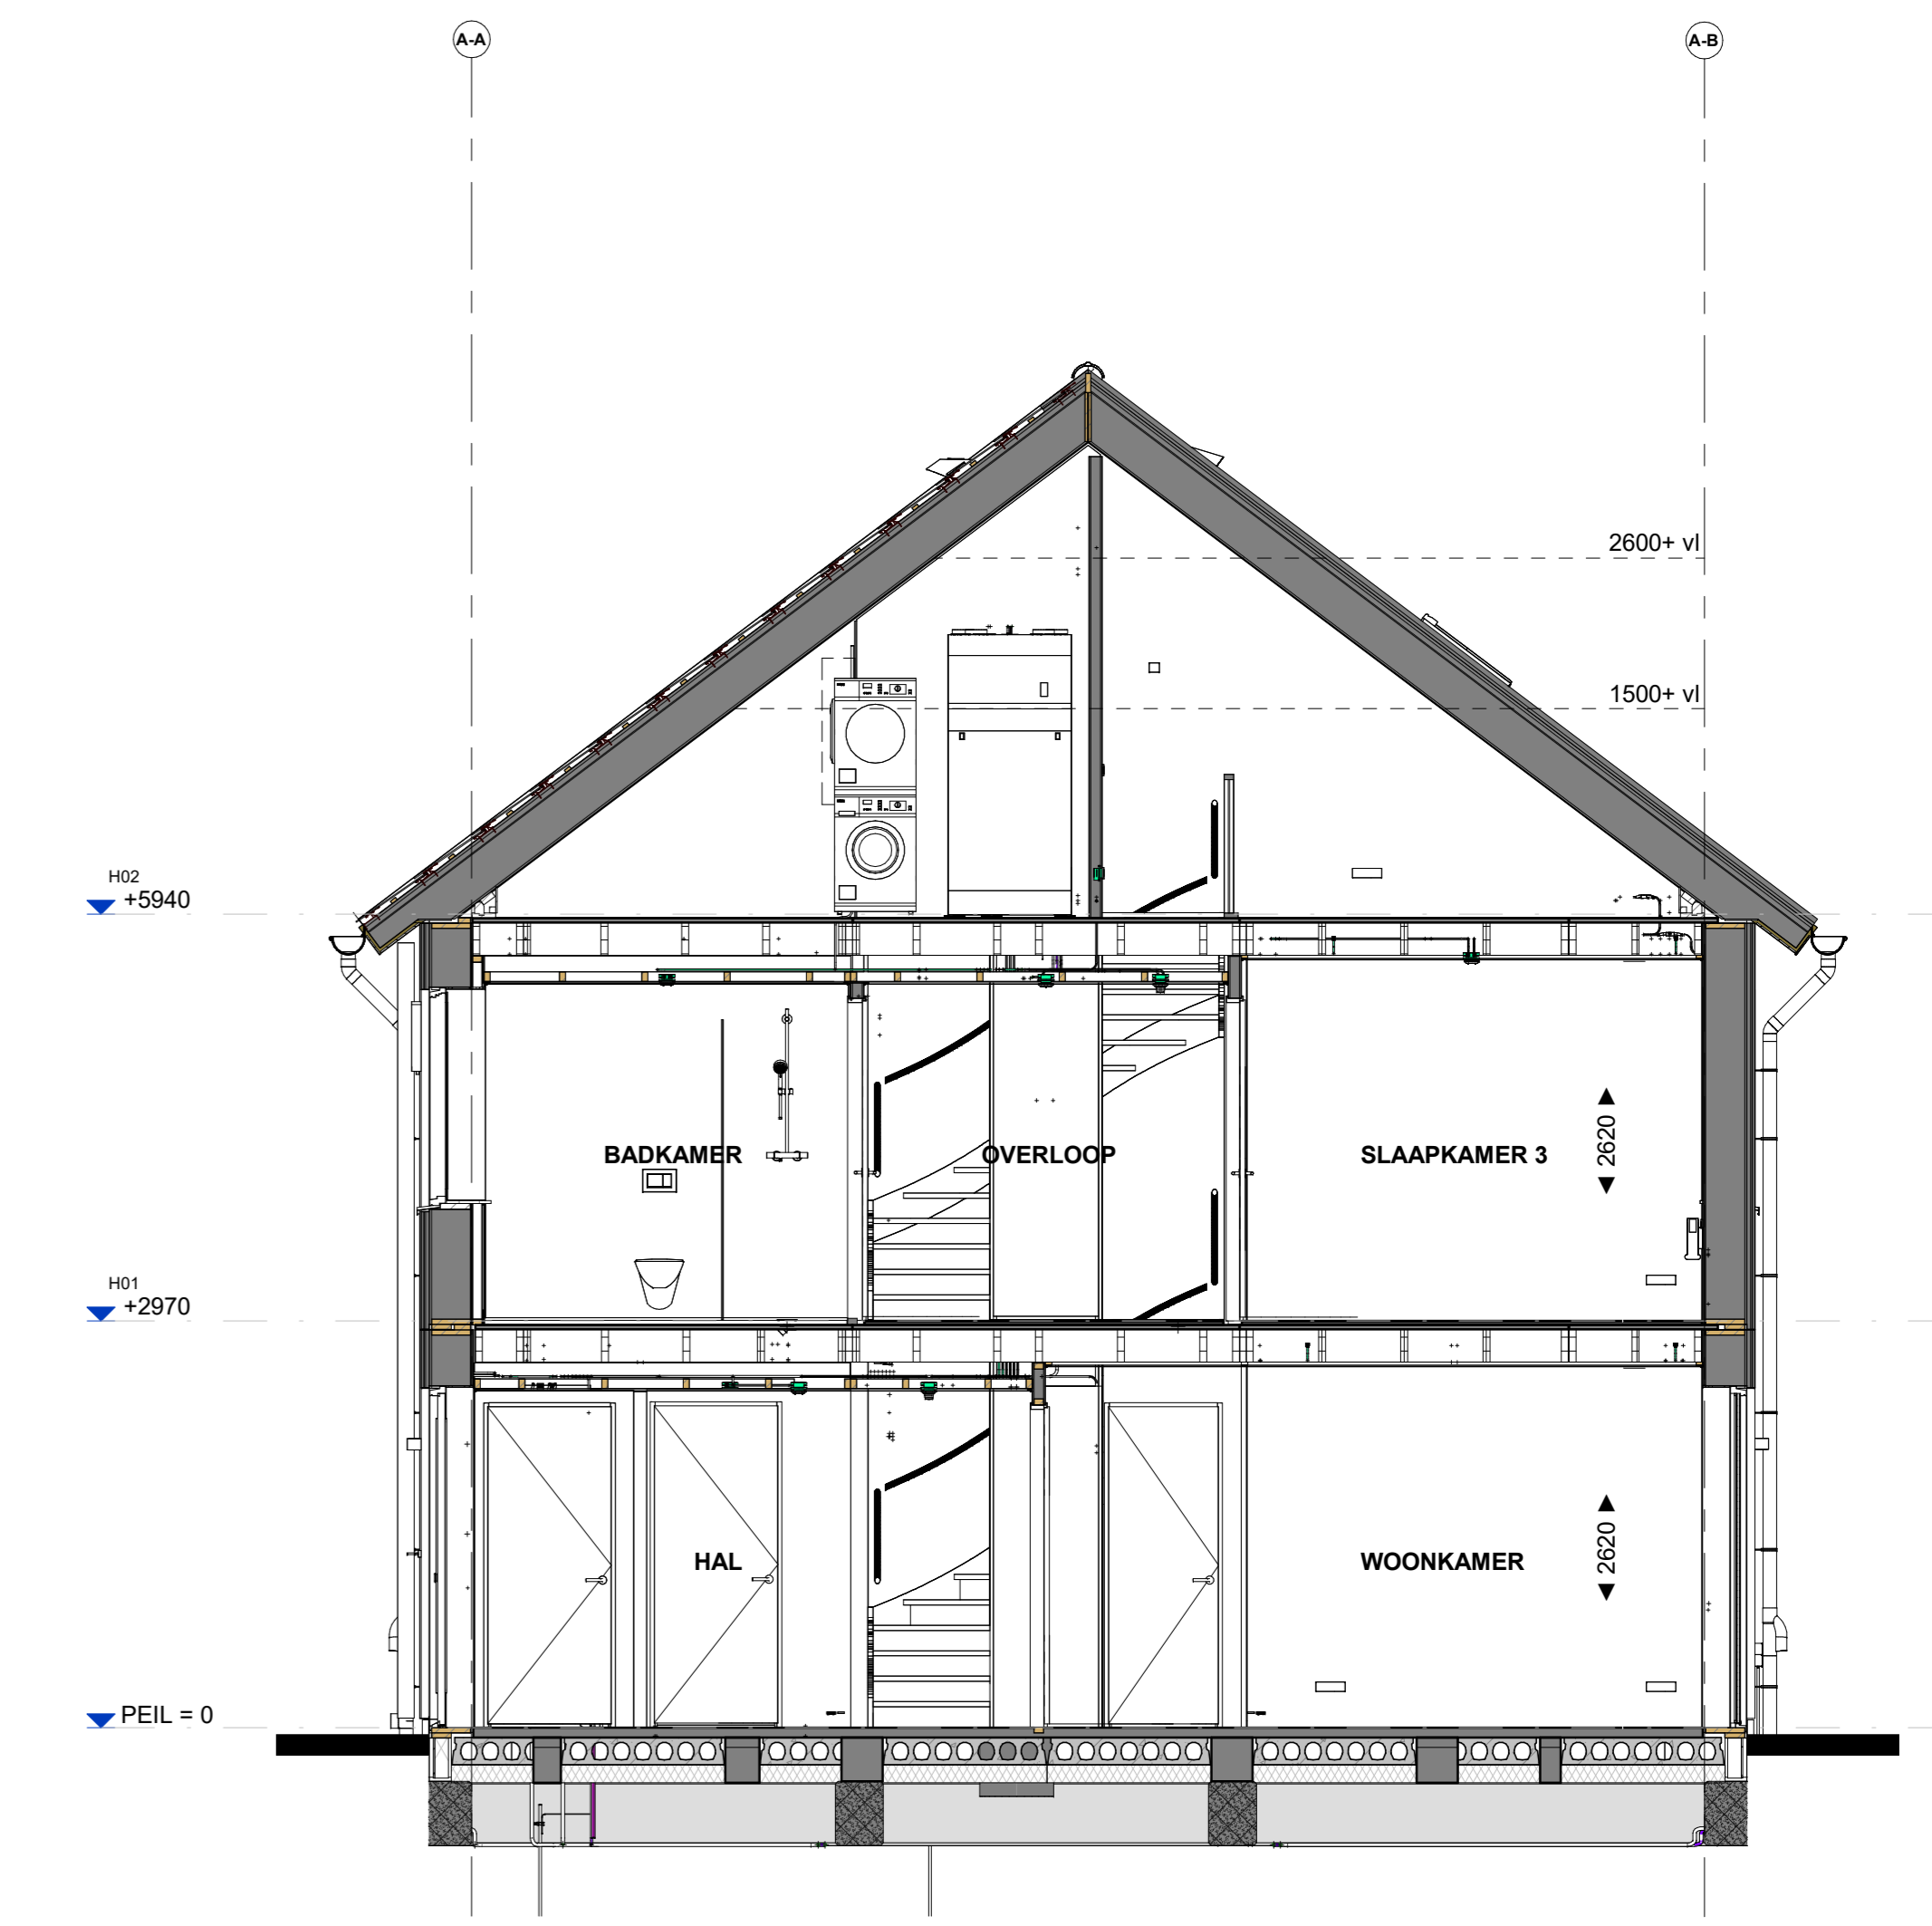 A-A
A-B
2600+ vl
1500+ vl
H02
+5940
BADKAMER
OVERLOOP
SLAAPKAMER 3
2620
H01
+2970
HAL
WOONKAMER
2620
PEIL = 0